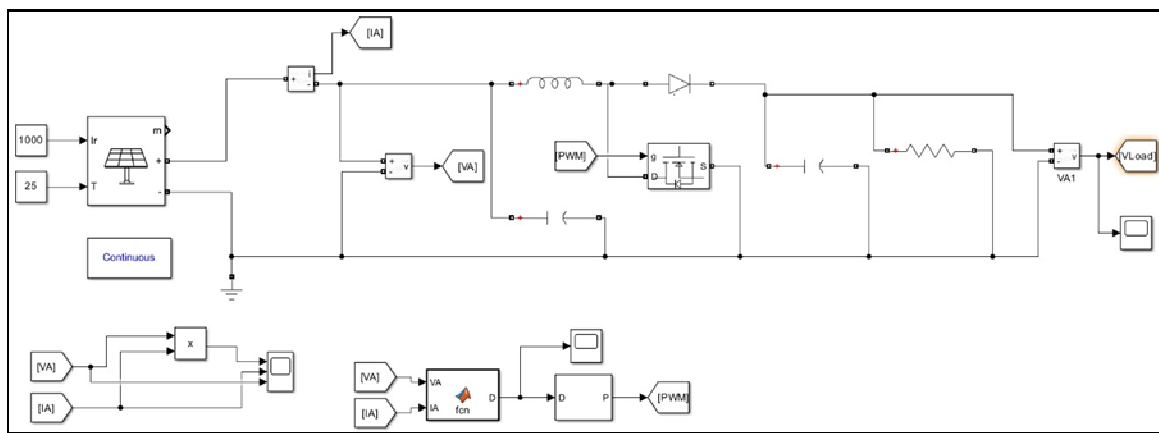 [IA]
1000
Ir
m
+
-
25
T
+
-
i
+
-
v
[VA]
[PWM]
g
D
S
+
-
v
VA1
[VLoad]
Continuous
[VA]
[IA]
x
[VA]
[IA]
VA
IA
fcn
D
D
P
[PWM]